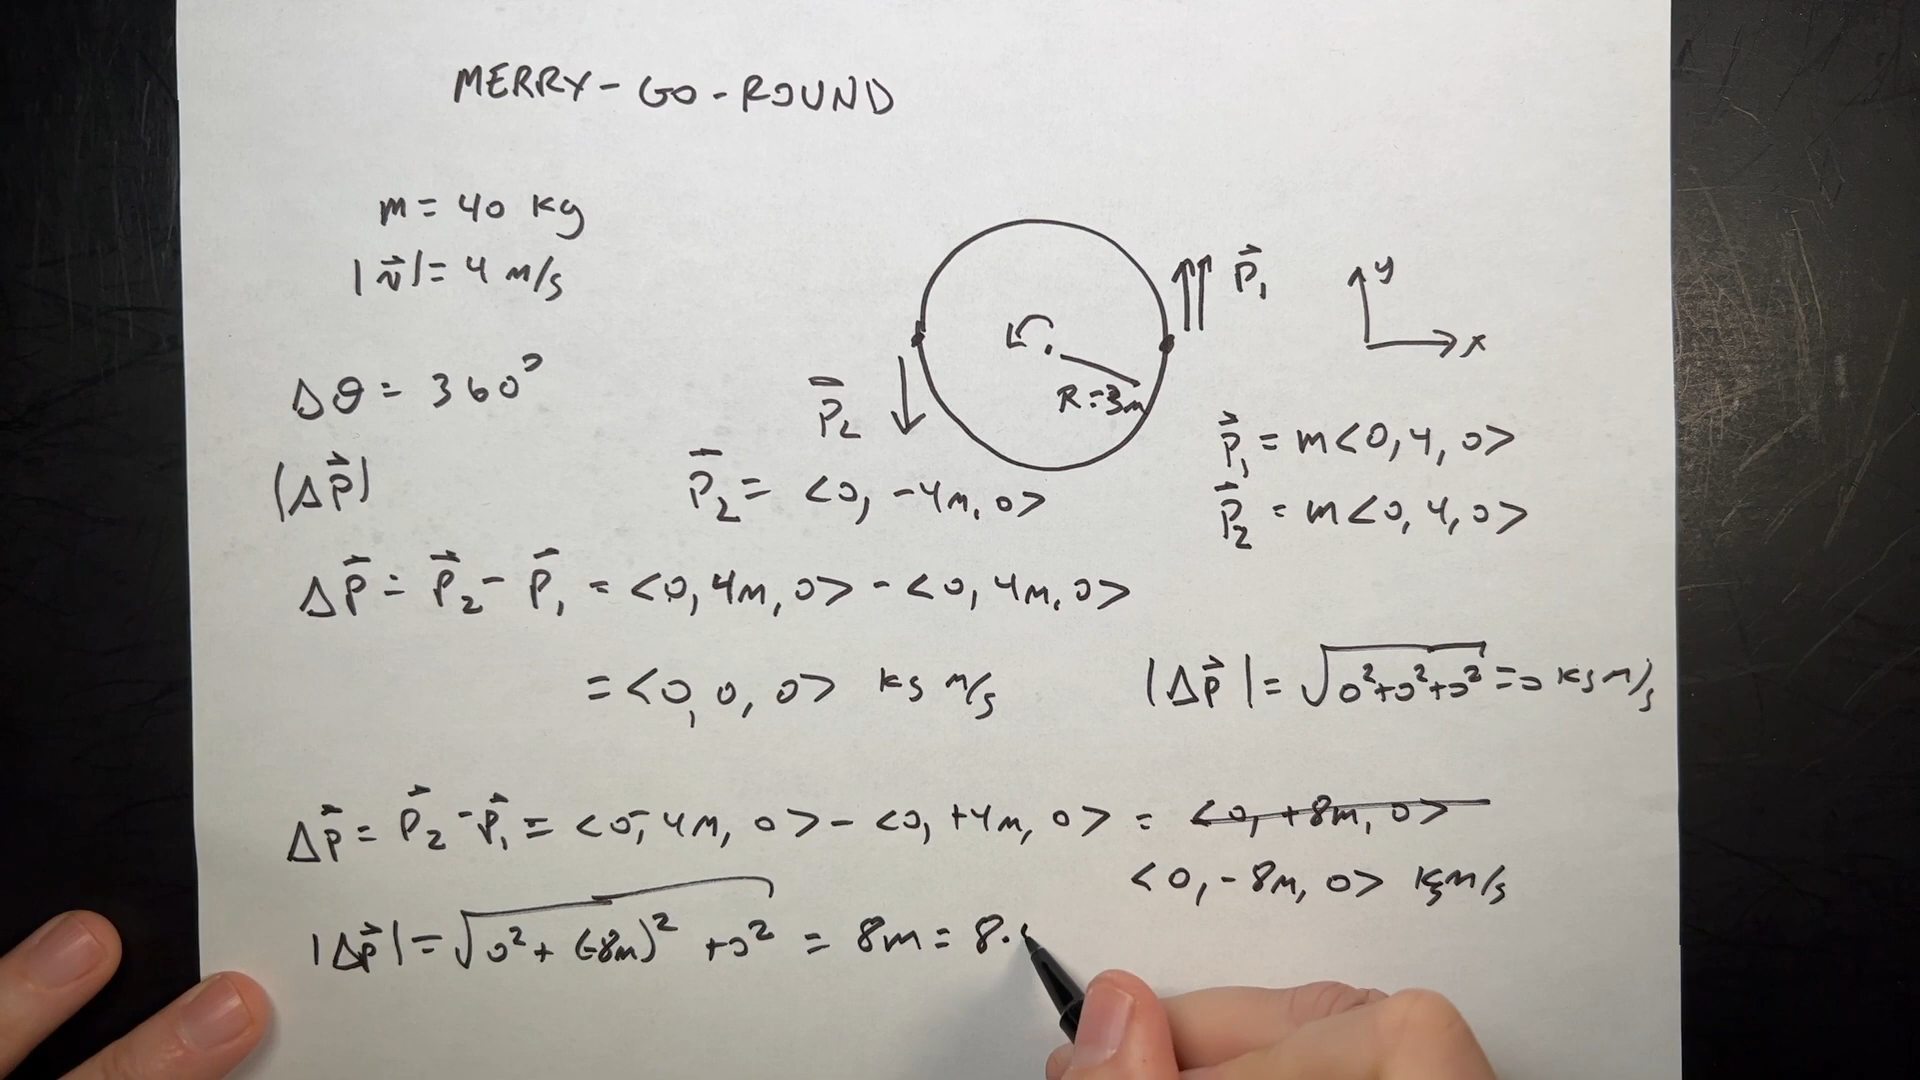 MERRY-GO-ROUND
m = 40 kg
|v⃗| = 4 m/s
Δθ = 360°
|Δp⃗|
p⃗₁
y
x
R=3m
p⃗₂
p⃗₂ = <0, -4m, 0>
p⃗₁ = m<0, 4, 0>
p⃗₂ = m<0, 4, 0>
Δp⃗ = p⃗₂ - p⃗₁ = <0, 4m, 0> - <0, 4m, 0>
= <0, 0, 0> kg m/s
|Δp⃗| = √(0²+0²+0²) = 0 kg m/s
Δp⃗ = p⃗₂ - p⃗₁ = <0, -4m, 0> - <0, +4m, 0> = <0, +8m, 0>
<0, -8m, 0> kg m/s
|Δp⃗| = √(0² + (-8m)² + 0²) = 8m = 8·